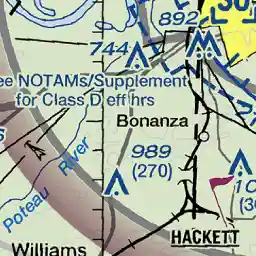 892
744
ee NOTAMs/Supplement
for Class D eff hrs
Bonanza
989
(270)
River
Poteau
HACKETT
Williams